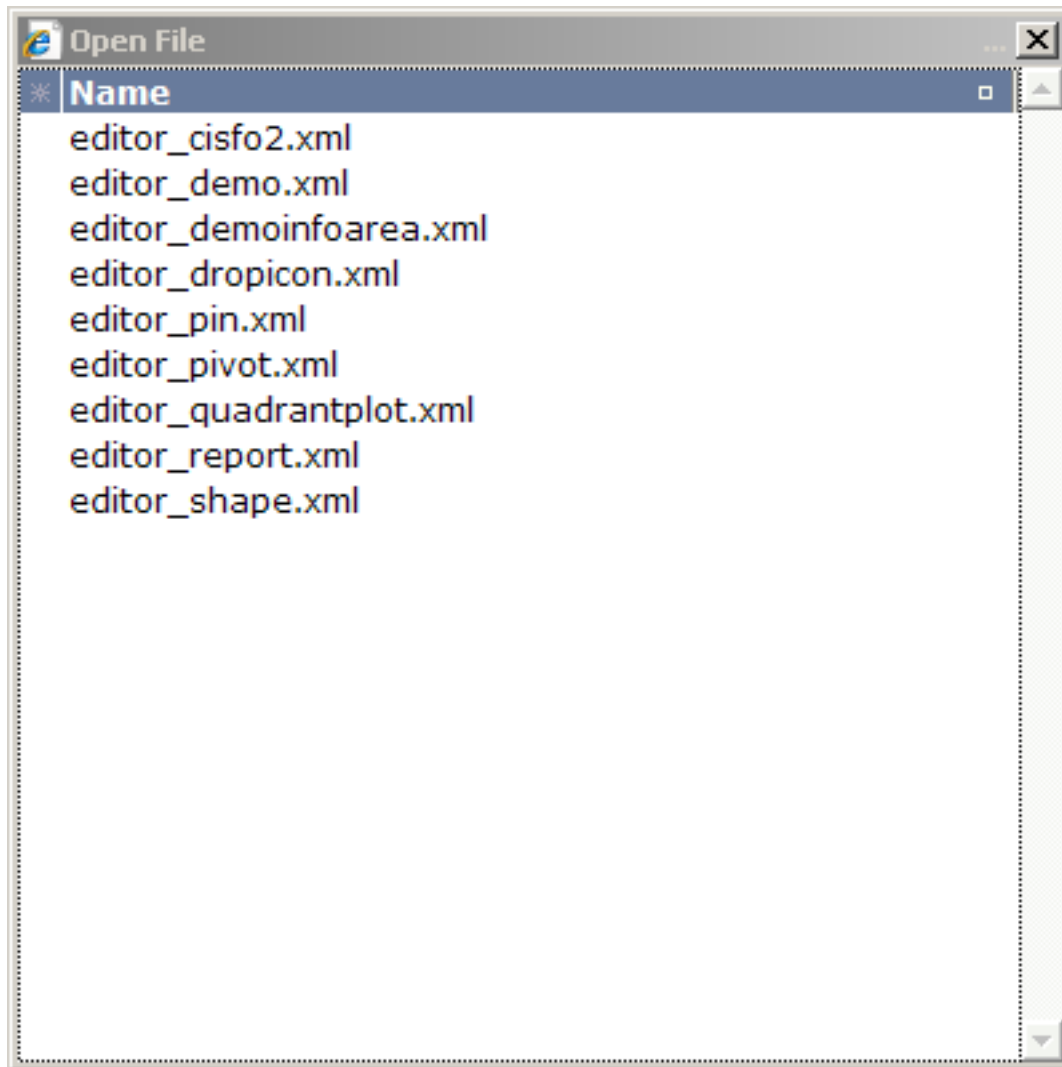 Open File ...
Name
editor_cisfo2.xml
editor_demo.xml
editor_demoinfoarea.xml
editor_dropicon.xml
editor_pin.xml
editor_pivot.xml
editor_quadrantplot.xml
editor_report.xml
editor_shape.xml